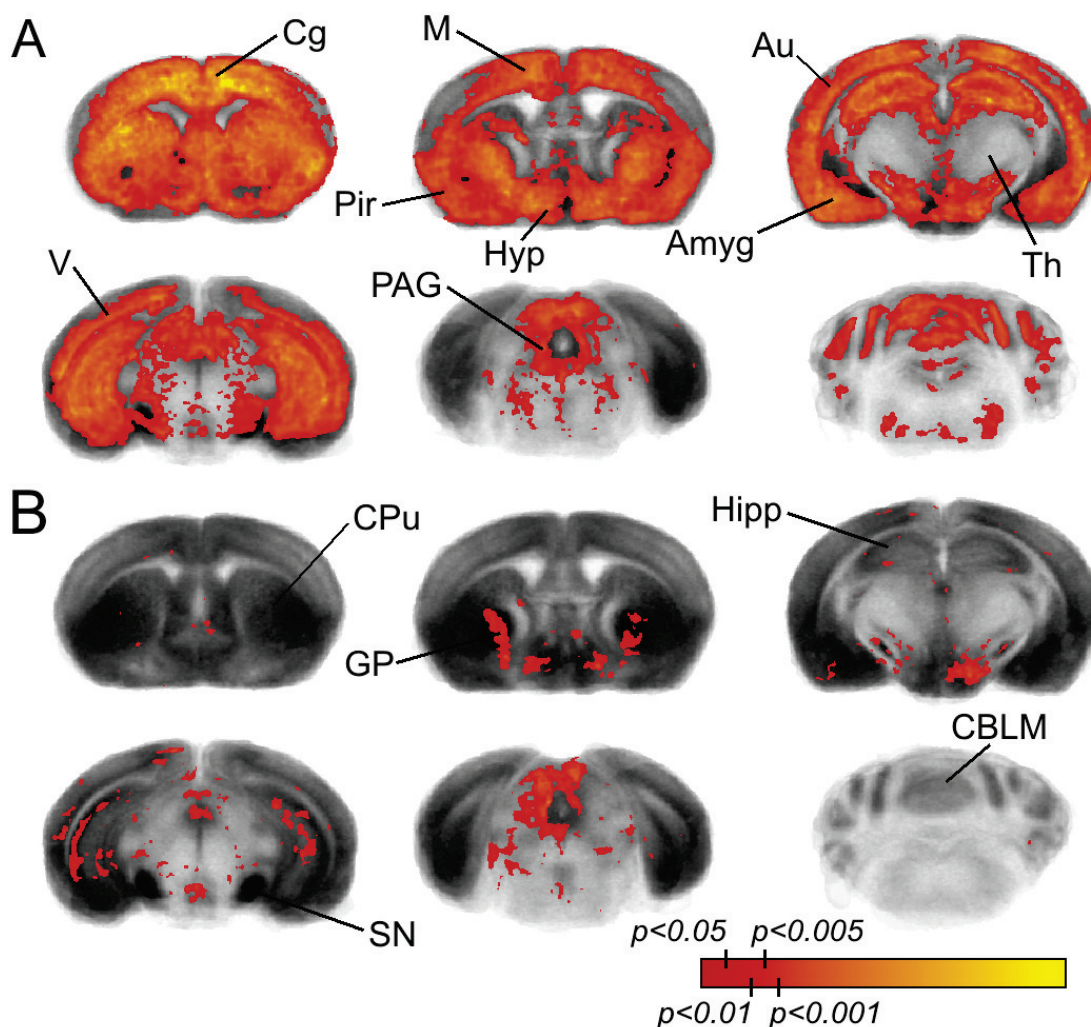 A
Cg
M
Au
Pir
Hyp
Amyg
Th
V
PAG
B
CPu
Hipp
GP
CBLM
SN
p<0.05
p<0.005
p<0.01
p<0.001